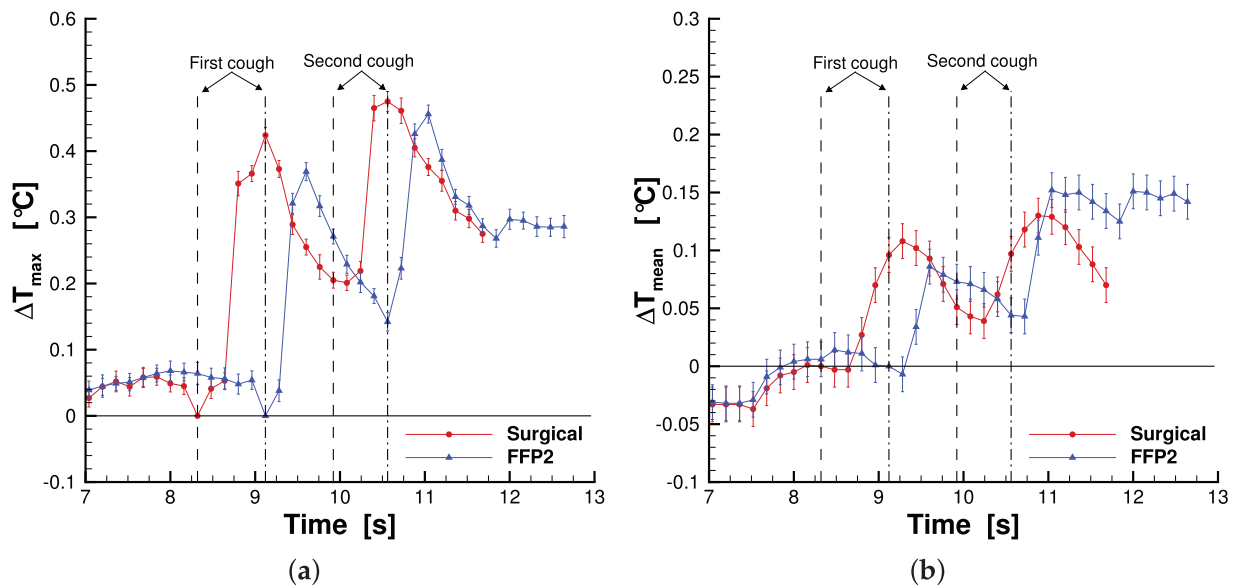 0.6
0.5
0.4
0.3
0.2
0.1
0
-0.1
ΔTmax [°C]
First cough
Second cough
Surgical
FFP2
7 8 9 10 11 12 13
Time [s]
(a)
0.3
0.25
0.2
0.15
0.1
0.05
0
-0.05
-0.1
ΔTmean [°C]
First cough
Second cough
Surgical
FFP2
7 8 9 10 11 12 13
Time [s]
(b)